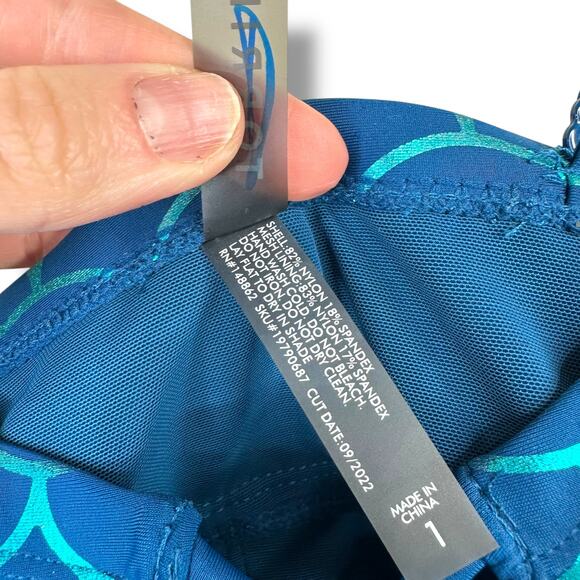 SHELL: 82% NYLON 18% SPANDEX
MESH LINING: 83% NYLON 17% SPANDEX
HAND WASH COLD. DO NOT BLEACH.
DO NOT IRON. DO NOT DRY CLEAN.
LAY FLAT TO DRY IN SHADE
RN#148862 SKU#19790687 CUT DATE:09/2022
MADE IN
CHINA
1